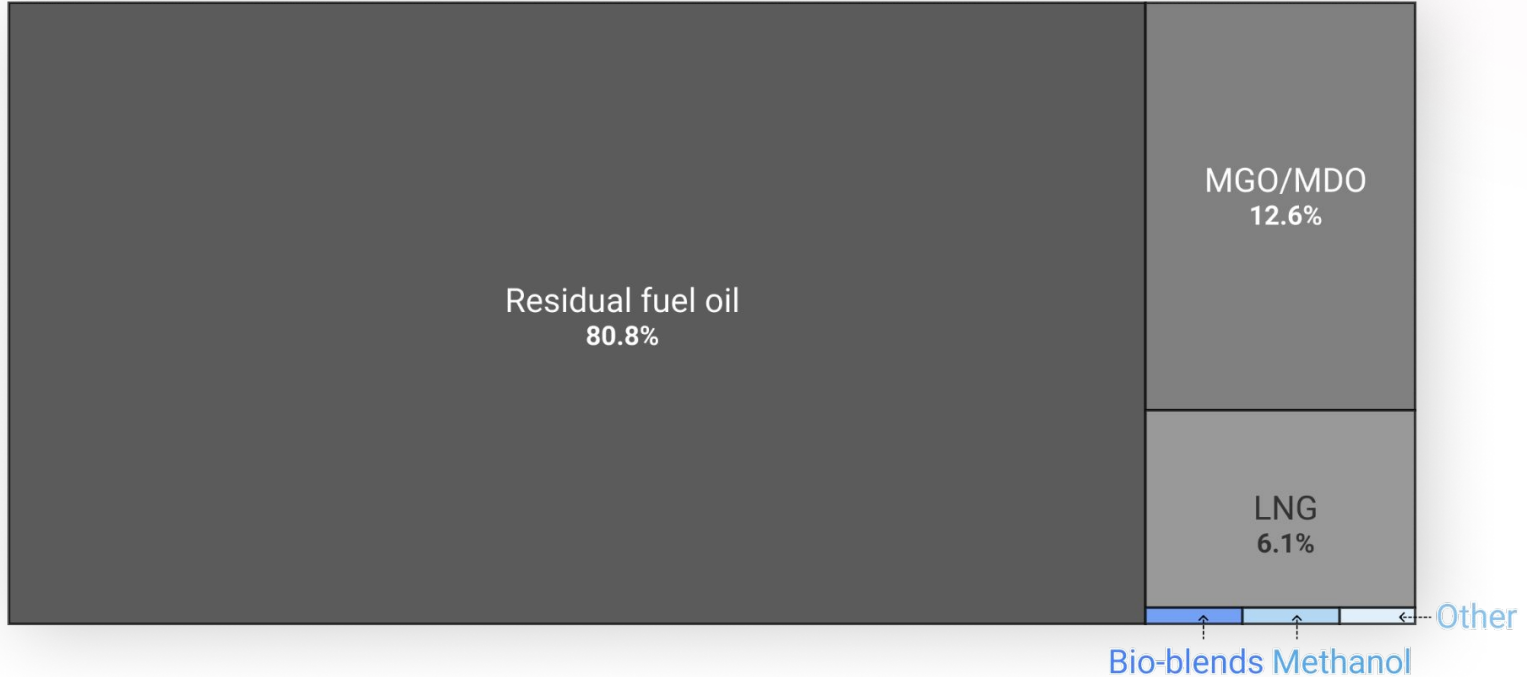 Residual fuel oil
80.8%
MGO/MDO
12.6%
LNG
6.1%
Other
Bio-blends
Methanol